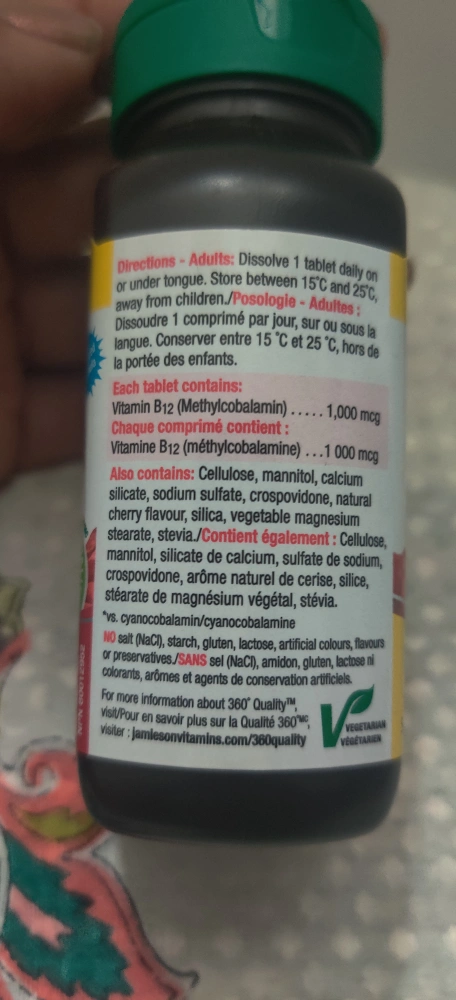 Directions - Adults: Dissolve 1 tablet daily on
or under tongue. Store between 15°C and 25°C,
away from children./Posologie - Adultes :
Dissoudre 1 comprimé par jour, sur ou sous la
langue. Conserver entre 15 °C et 25 °C, hors de
la portée des enfants.
Each tablet contains:
Vitamin B12 (Methylcobalamin) ..... 1,000 mcg
Chaque comprimé contient :
Vitamine B12 (méthylcobalamine) ...1 000 mcg
Also contains: Cellulose, mannitol, calcium
silicate, sodium sulfate, crospovidone, natural
cherry flavour, silica, vegetable magnesium
stearate, stevia./Contient également : Cellulose,
mannitol, silicate de calcium, sulfate de sodium,
crospovidone, arôme naturel de cerise, silice,
stéarate de magnésium végétal, stévia.
*vs. cyanocobalamin/cyanocobalamine
NO salt (NaCl), starch, gluten, lactose, artificial colours, flavours
or preservatives./SANS sel (NaCl), amidon, gluten, lactose ni
colorants, arômes et agents de conservation artificiels.
For more information about 360° Quality™,
visit/Pour en savoir plus sur la Qualité 360°MC,
visiter : jamiesonvitamins.com/360quality
VEGETARIAN
VÉGÉTARIEN